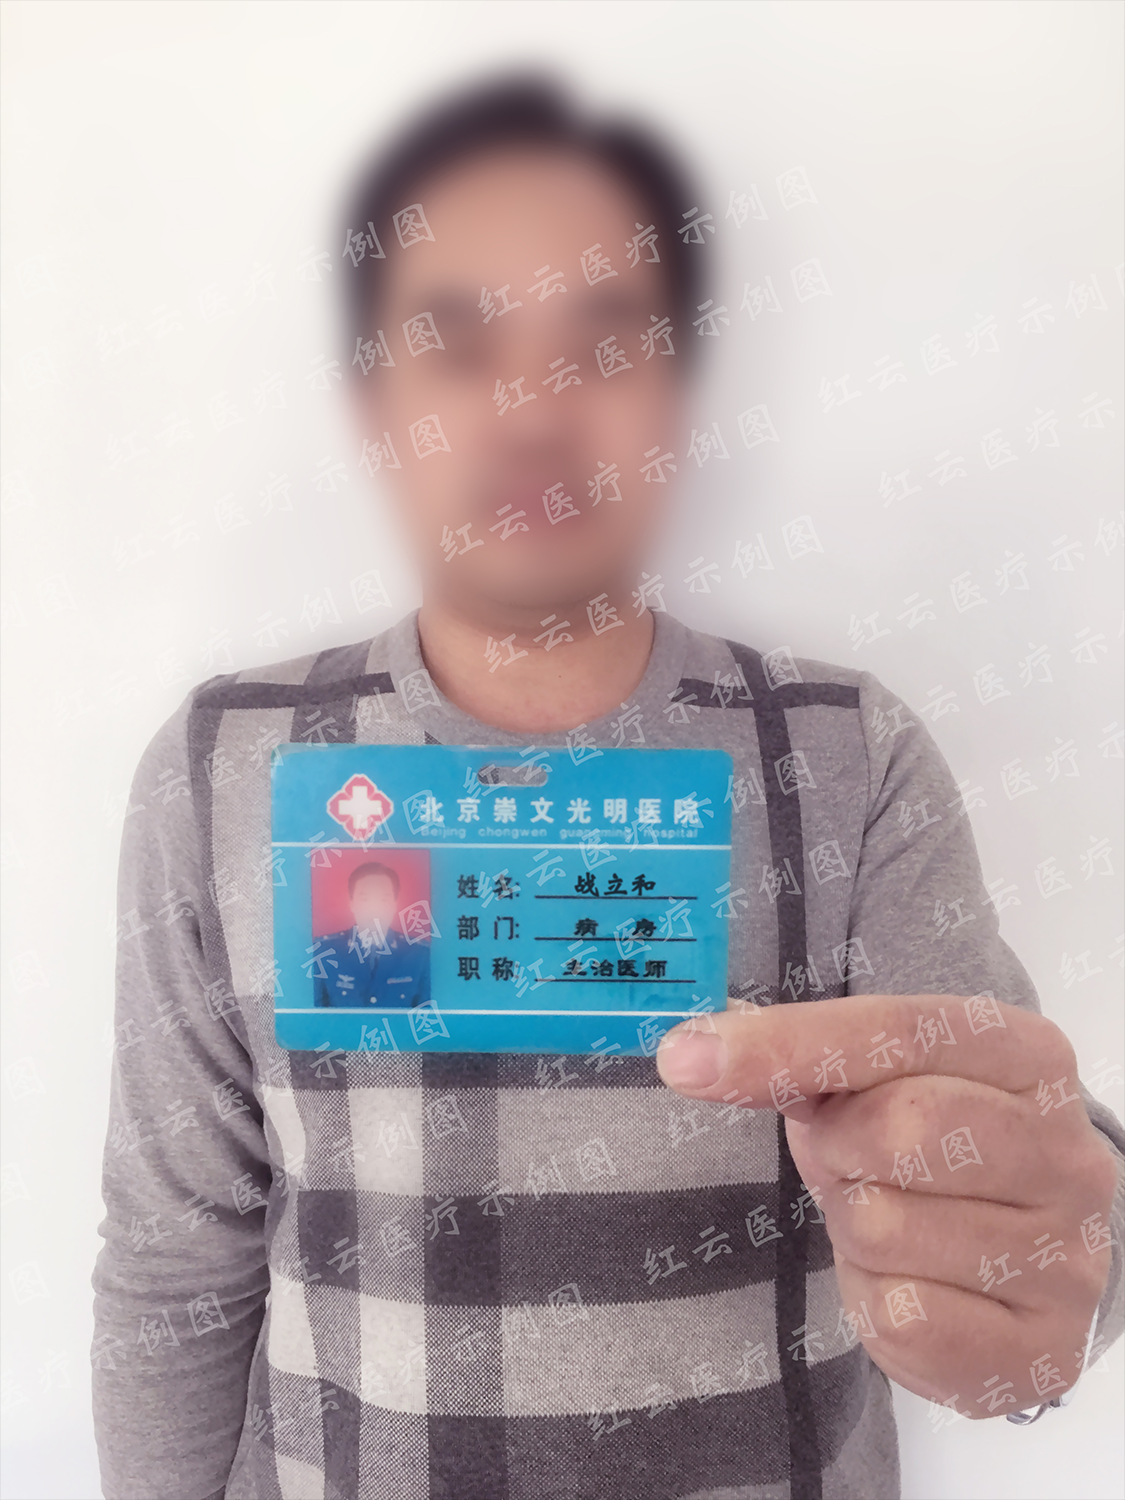 北京崇文光明医院
Beijing chongwen guangming hospital
姓 名: 战立和
部 门: 病 房
职 称: 主治医师
红云医疗示例图